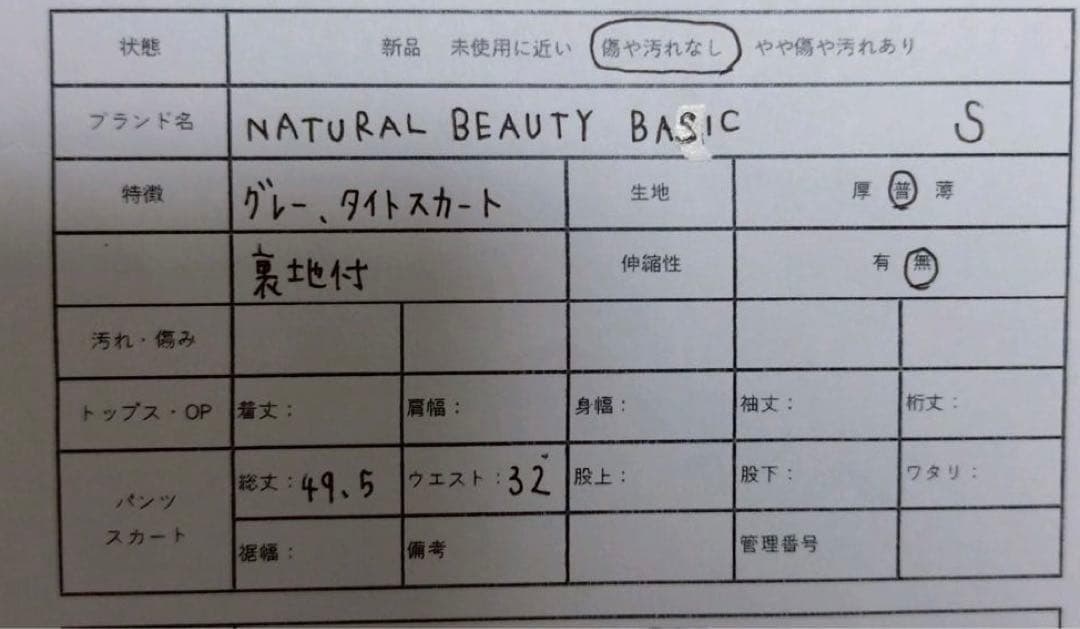 状態 新品 未使用に近い 傷や汚れなし やや傷や汚れあり
ブランド名 NATURAL BEAUTY BASIC S
特徴 グレー、タイトスカート 生地 厚 普 薄
裏地付 伸縮性 有 無
汚れ・傷み
トップス・OP 着丈： 肩幅： 身幅： 袖丈： 桁丈：
パンツ スカート 総丈：49.5 ウエスト：32 股上： 股下： ワタリ：
裾幅： 備考 管理番号